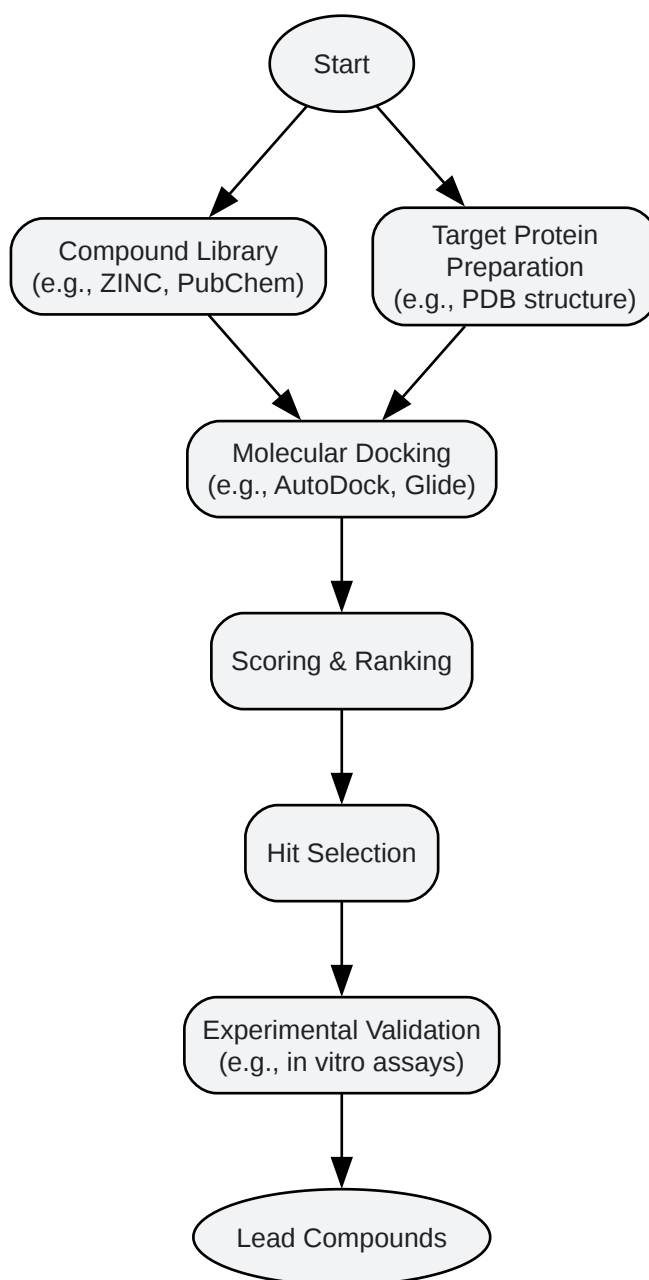 Start
Compound Library
(e.g., ZINC, PubChem)
Target Protein
Preparation
(e.g., PDB structure)
Molecular Docking
(e.g., AutoDock, Glide)
Scoring & Ranking
Hit Selection
Experimental Validation
(e.g., in vitro assays)
Lead Compounds